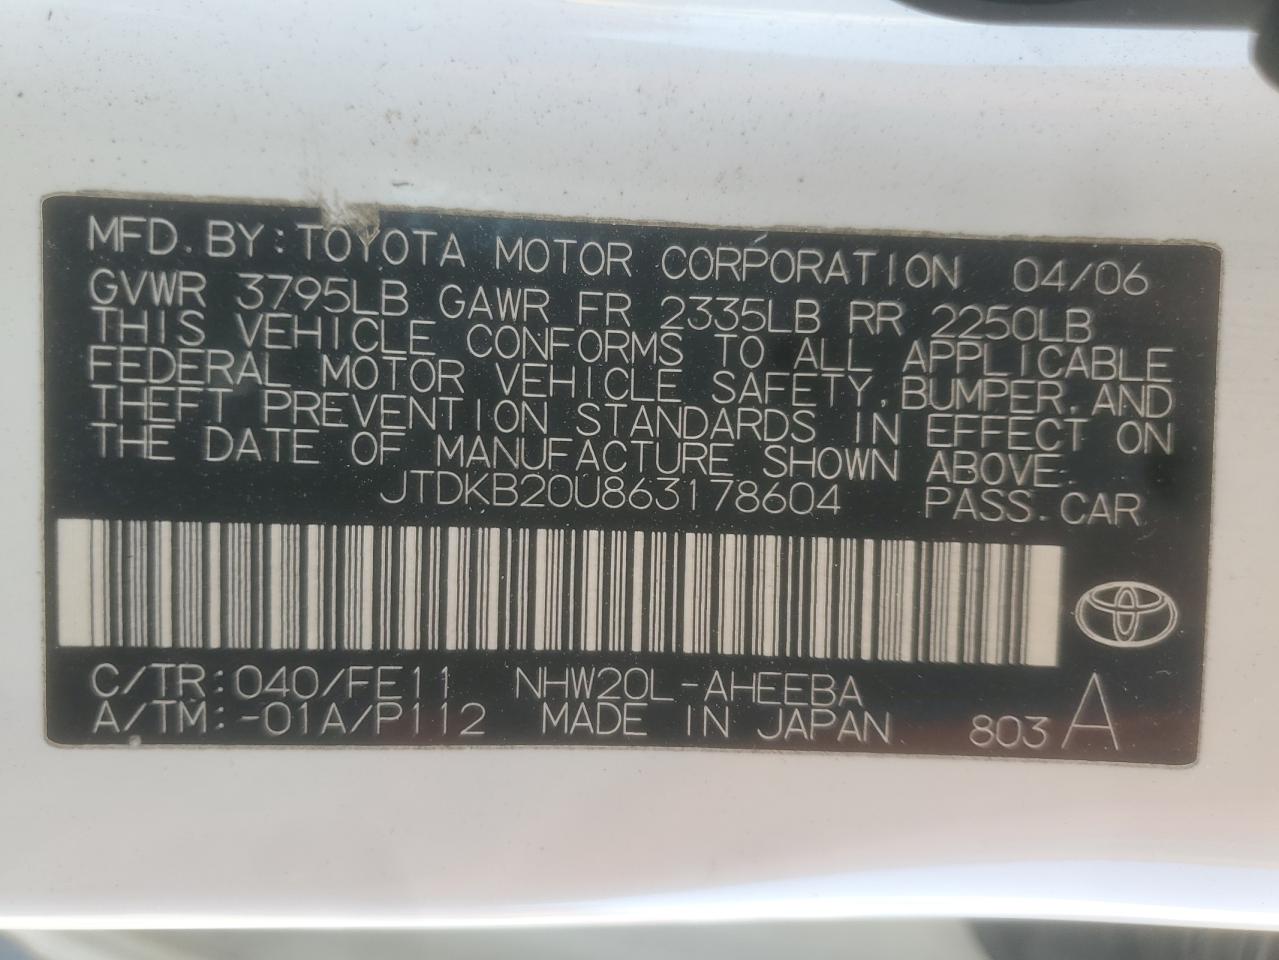 MFD. BY: TOYOTA MOTOR CORPORATION 04/06
GVWR 3795LB GAWR FR 2335LB RR 2250LB
THIS VEHICLE CONFORMS TO ALL APPLICABLE
FEDERAL MOTOR VEHICLE SAFETY, BUMPER, AND
THEFT PREVENTION STANDARDS IN EFFECT ON
THE DATE OF MANUFACTURE SHOWN ABOVE.
JTDKB20U863178604 PASS. CAR
C/TR: 040/FE11 NHW20L-AHEEBA
A/TM: -01A/P112 MADE IN JAPAN 803 A